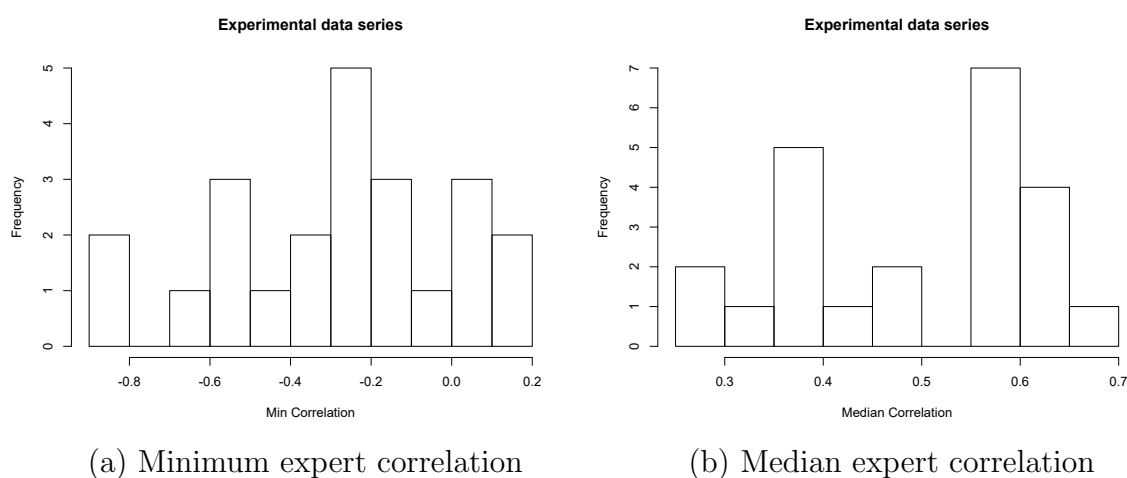 Experimental data series
Frequency
5
4
3
2
1
0
-0.8 -0.6 -0.4 -0.2 0.0 0.2
Min Correlation
(a) Minimum expert correlation
Experimental data series
Frequency
7
6
5
4
3
2
1
0
0.3 0.4 0.5 0.6 0.7
Median Correlation
(b) Median expert correlation